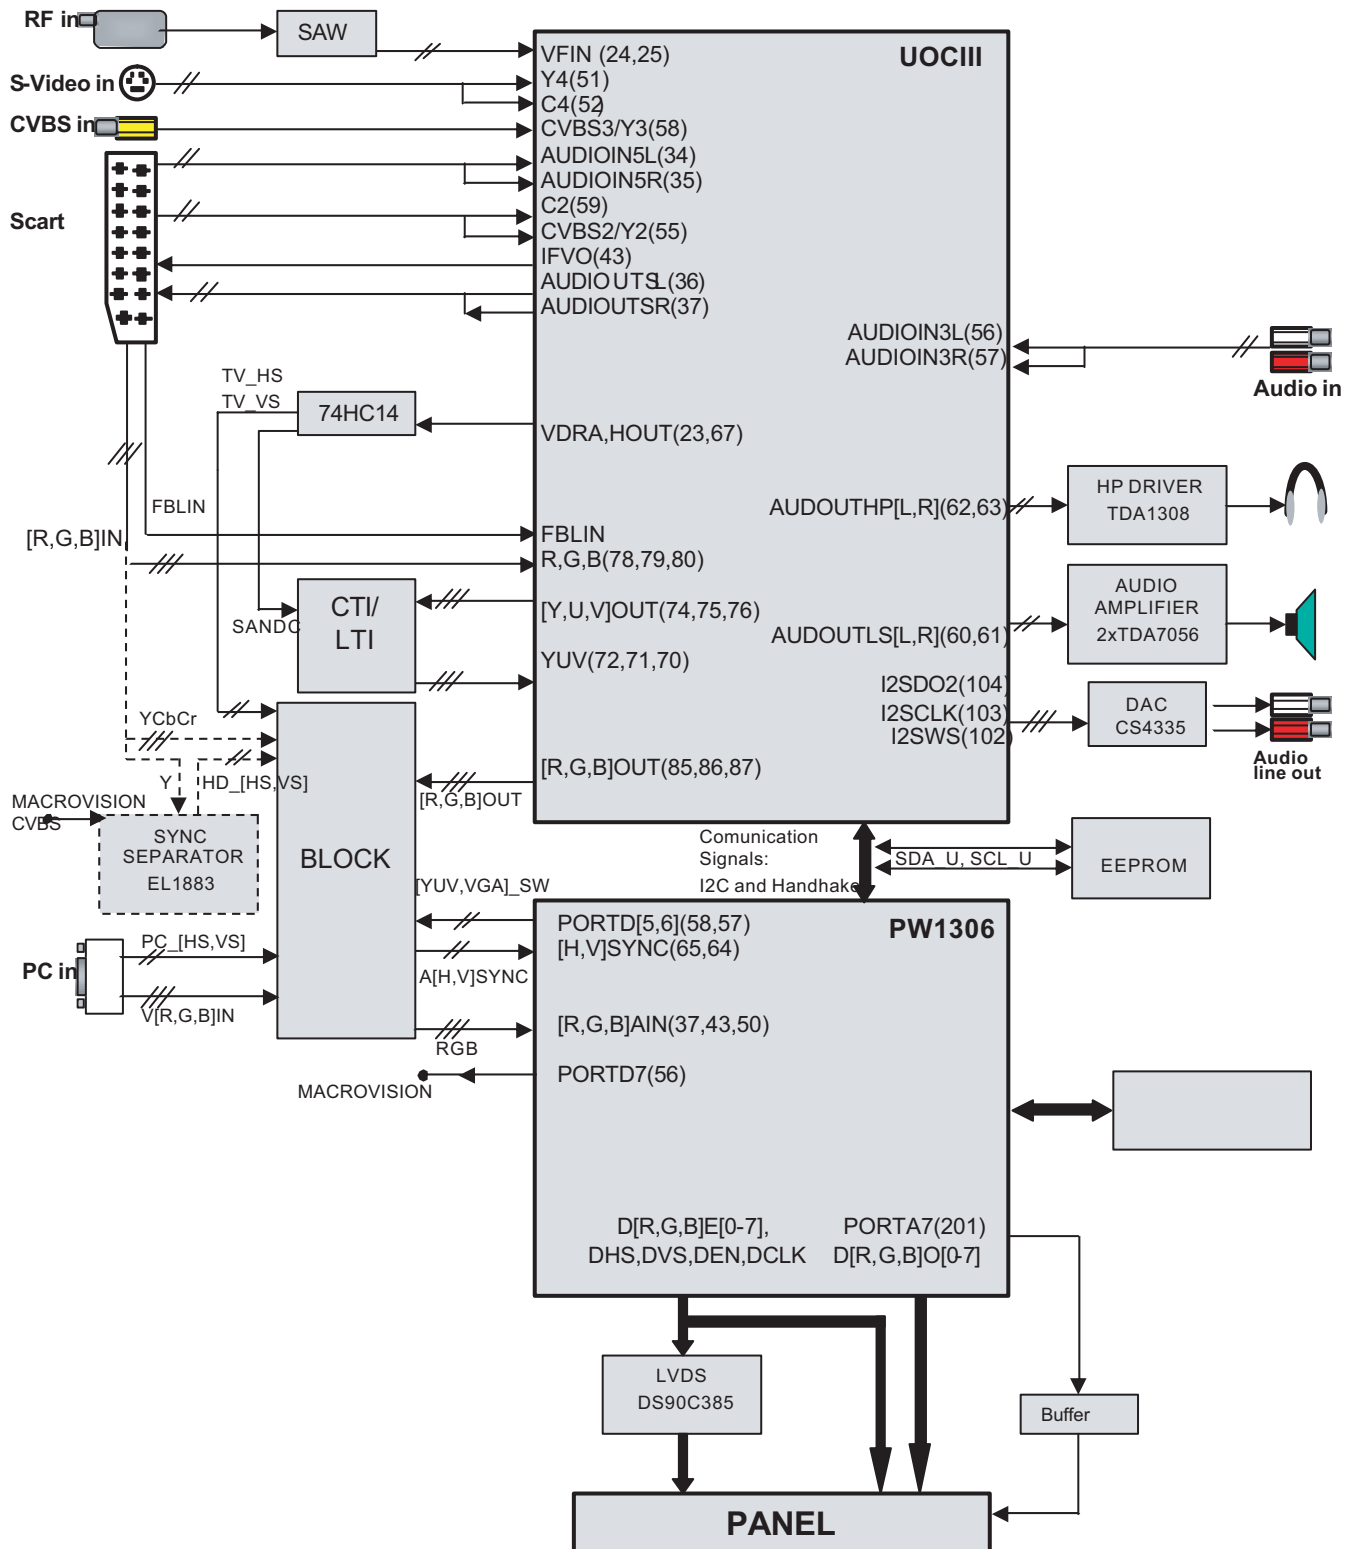 RF in
SAW
UOCIII
VFIN (24,25)
S-Video in
Y4(51)
C4(52)
CVBS in
CVBS3/Y3(58)
AUDIOIN5L(34)
AUDIOIN5R(35)
Scart
C2(59)
CVBS2/Y2(55)
IFVO(43)
AUDIOUTSL(36)
AUDIOUTSR(37)
AUDIOIN3L(56)
AUDIOIN3R(57)
Audio in
TV_HS
TV_VS
74HC14
VDRA,HOUT(23,67)
HP DRIVER
TDA1308
AUDOUTHP[L,R](62,63)
FBLIN
[R,G,B]IN
FBLIN
R,G,B(78,79,80)
CTI/
LTI
SANDC
[Y,U,V]OUT(74,75,76)
AUDIO
AMPLIFIER
2xTDA7056
AUDOUTLS[L,R](60,61)
YUV(72,71,70)
I2SDO2(104)
I2SCLK(103)
I2SWS(102)
DAC
CS4335
Audio
line out
YCbCr
Y
HD_[HS,VS]
[R,G,B]OUT(85,86,87)
[R,G,B]OUT
MACROVISION
CVBS
SYNC
SEPARATOR
EL1883
BLOCK
Comunication
Signals:
I2C and Handhake
SDA_U, SCL_U
EEPROM
[YUV,VGA]_SW
PORTD[5,6](58,57)
PW1306
PC_[HS,VS]
[H,V]SYNC(65,64)
PC in
A[H,V]SYNC
V[R,G,B]IN
[R,G,B]AIN(37,43,50)
RGB
PORTD7(56)
MACROVISION
D[R,G,B]E[0-7],
DHS,DVS,DEN,DCLK
PORTA7(201)
D[R,G,B]O[0-7]
LVDS
DS90C385
Buffer
PANEL